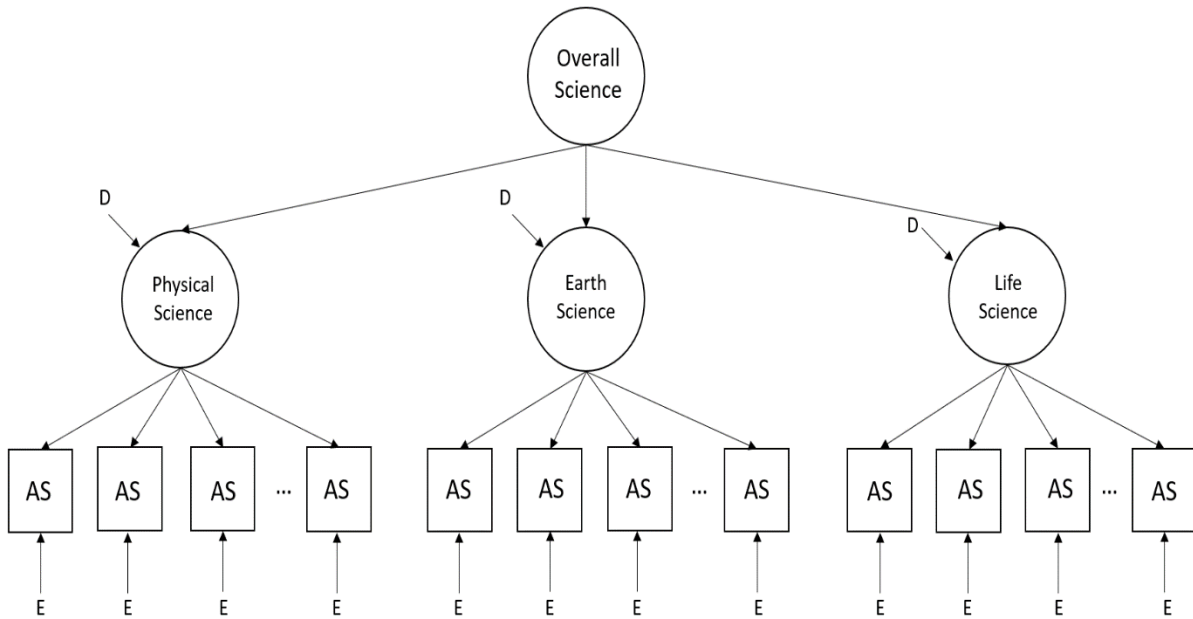 Overall
Science
D
D
D
Physical
Science
Earth
Science
Life
Science
AS AS AS ... AS AS AS AS ... AS AS AS AS ... AS
E E E E E E E E E E E E